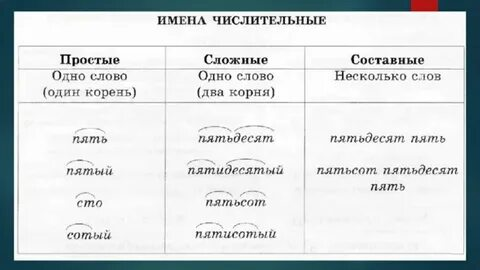 ИМЕНА ЧИСЛИТЕЛЬНЫЕ
Простые Сложные Составные
Одно слово Одно слово Несколько слов
(один корень) (два корня)
пять пятьдесят пятьдесят пять
пятый пятидесятый пятьсот пятьдесят
пять
сто пятьсот
сотый пятисотый